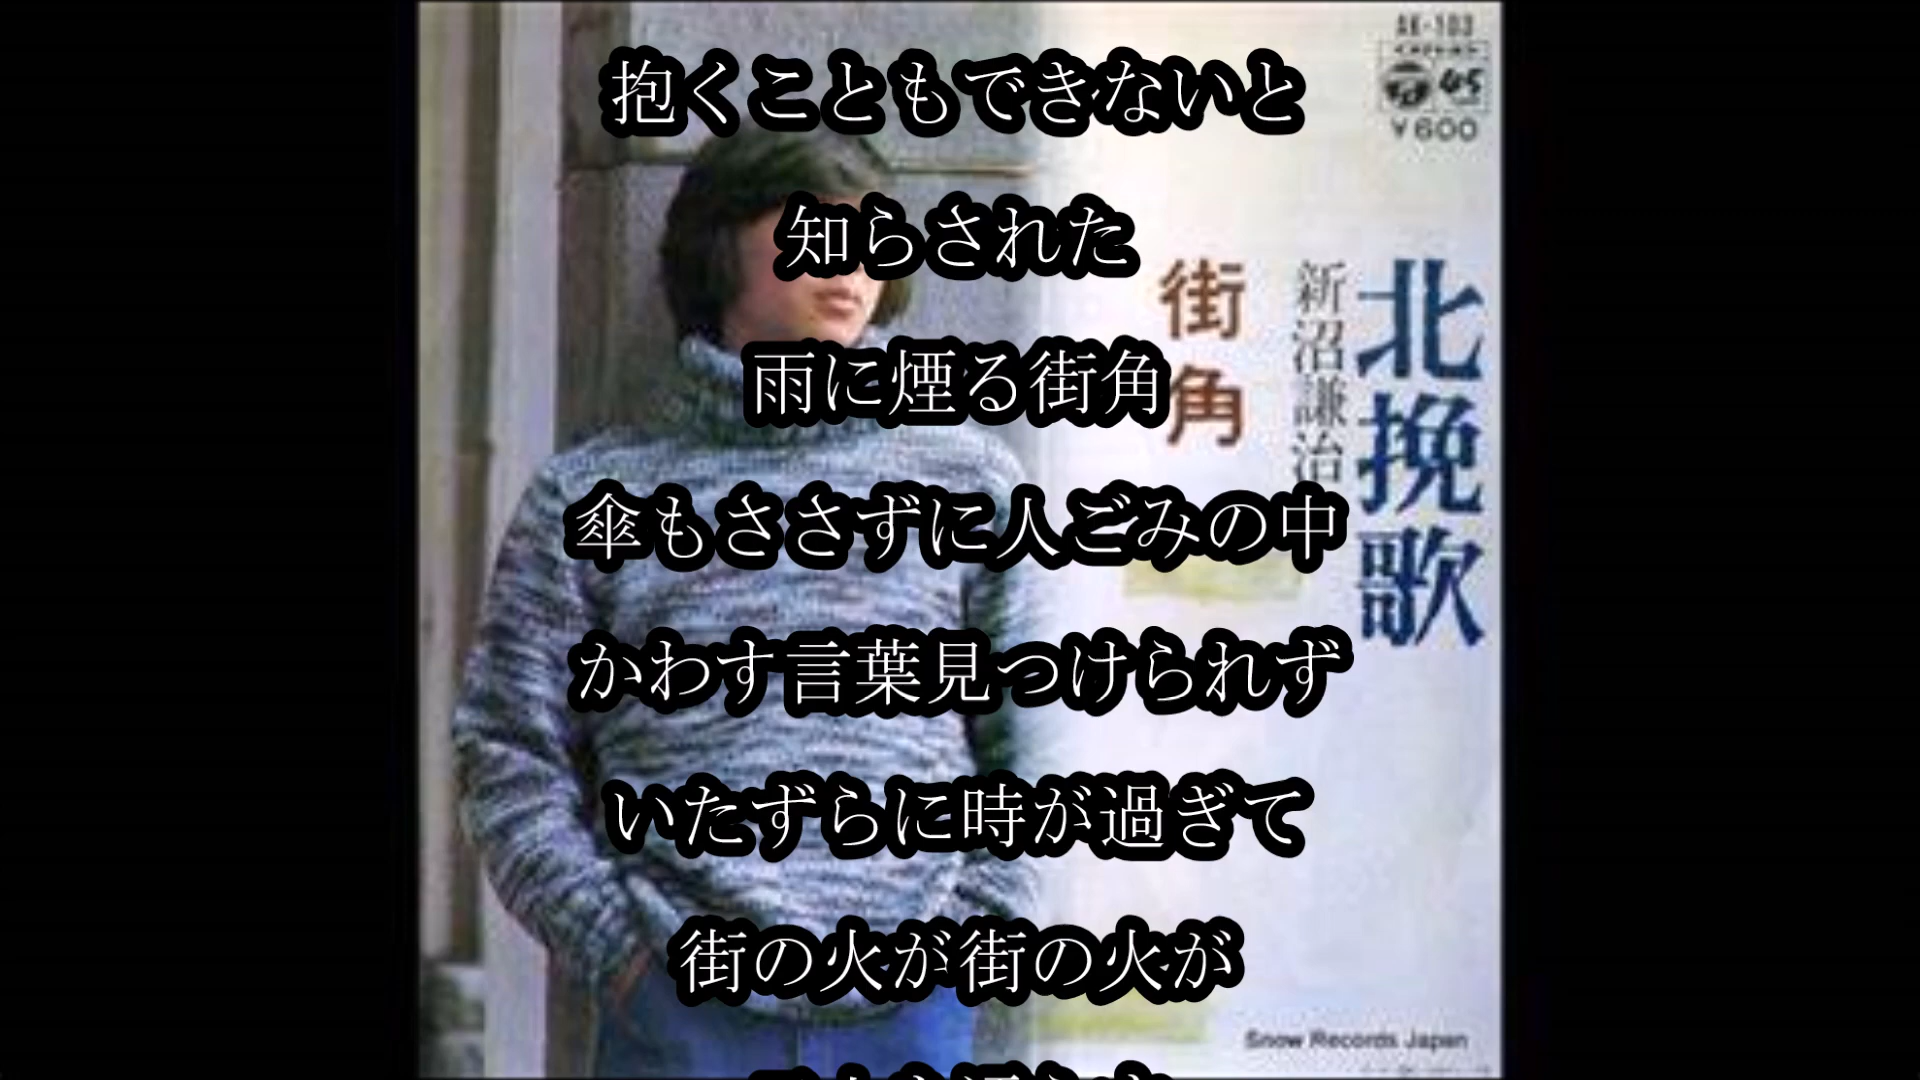 抱くこともできないと
知らされた
雨に煙る街角
傘もささずに人ごみの中
かわす言葉見つけられず
いたずらに時が過ぎて
街の火が街の火が
AK-103
45
￥600
北挽歌
新沼謙治
街角
Snow Records Japan